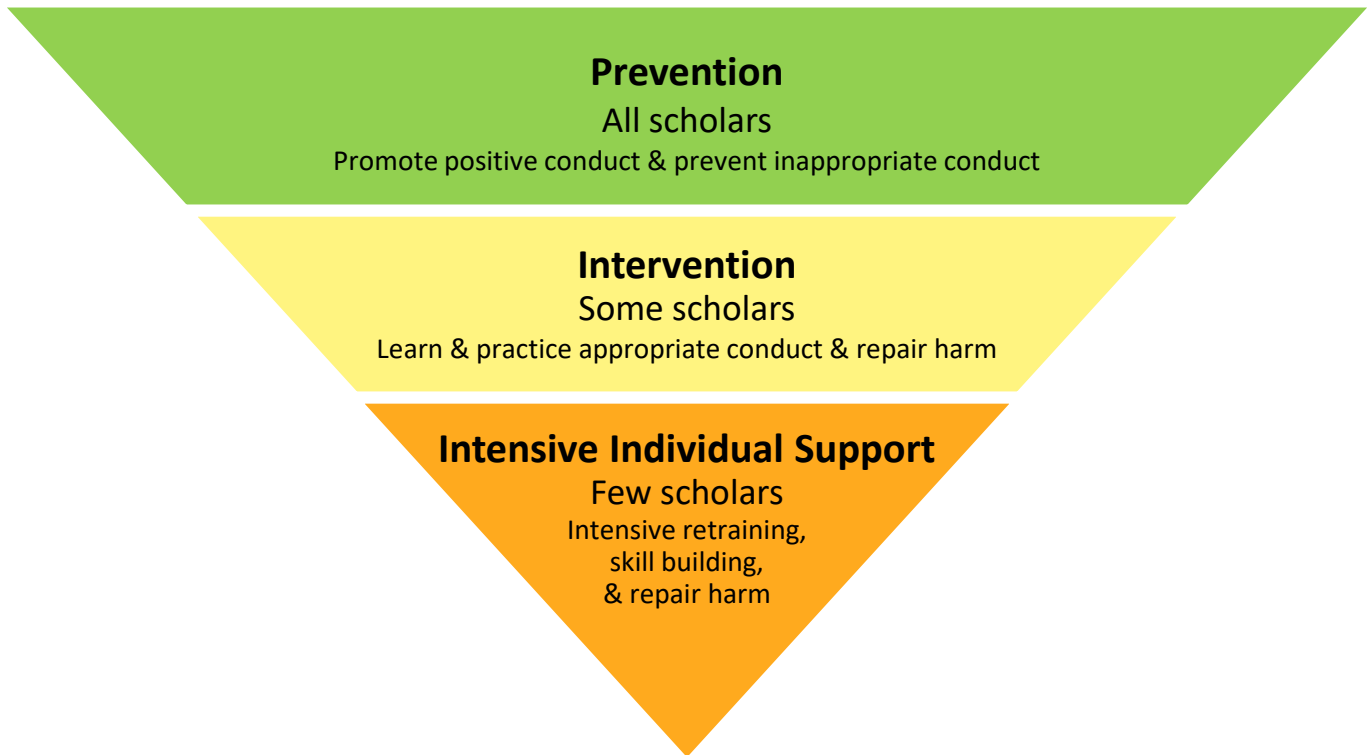 Prevention
All scholars
Promote positive conduct & prevent inappropriate conduct
Intervention
Some scholars
Learn & practice appropriate conduct & repair harm
Intensive Individual Support
Few scholars
Intensive retraining,
skill building,
& repair harm